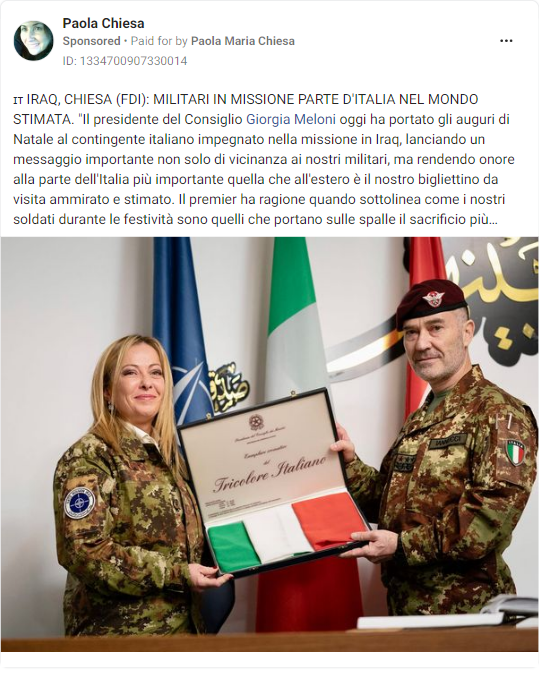 Paola Chiesa
Sponsored • Paid for by Paola Maria Chiesa
ID: 1334700907330014
IT IRAQ, CHIESA (FDI): MILITARI IN MISSIONE PARTE D'ITALIA NEL MONDO
STIMATA. "Il presidente del Consiglio Giorgia Meloni oggi ha portato gli auguri di
Natale al contingente italiano impegnato nella missione in Iraq, lanciando un
messaggio importante non solo di vicinanza ai nostri militari, ma rendendo onore
alla parte dell'Italia più importante quella che all'estero è il nostro bigliettino da
visita ammirato e stimato. Il premier ha ragione quando sottolinea come i nostri
soldati durante le festività sono quelli che portano sulle spalle il sacrificio più...
Esemplare normativo
del
Tricolore Italiano
IANNUCCI
ITALIA